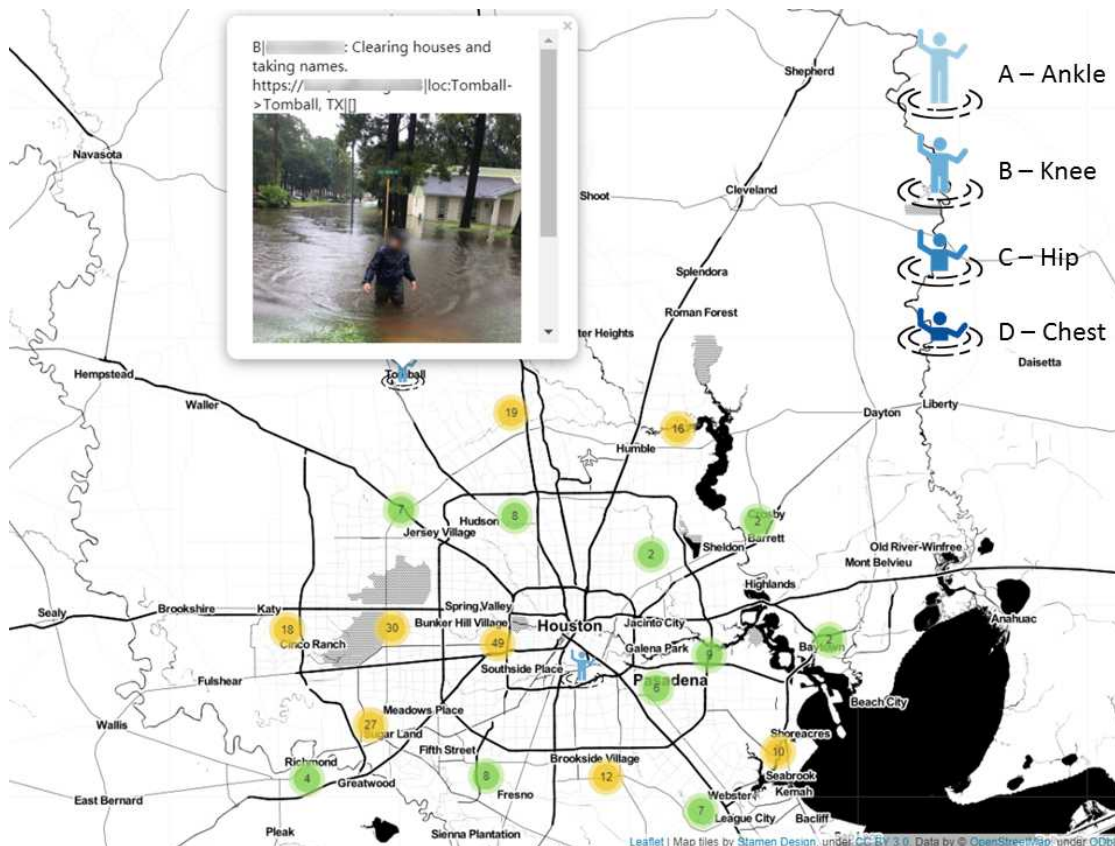 B| : Clearing houses and
taking names.
https:// |loc:Tomball-
>Tomball, TX|[]
A – Ankle
B – Knee
C – Hip
D – Chest
Shepherd
Navasota
Cleveland
Shoot
Splendora
Roman Forest
ter Heights
Daisetta
Hempstead
Tomball
Waller
Liberty
Dayton
19
16
Humble
7
8
Hudson
2
Crosby
Jersey Village
Barrett
2
Sheldon
Old River-Winfree
Mont Belvieu
Highlands
Sealy
Brookshire
Katy
Spring Valley
Bunker Hill Village
Houston
Jacinto City
Anahuac
18
30
49
2
Cinco Ranch
Galena Park
9
Baytown
Southside Place
Fulshear
Pasadena
6
Beach City
Meadows Place
Wallis
27
Sugar Land
Shoreacres
Fifth Street
10
Brookside Village
Richmond
4
Greatwood
8
12
Seabrook
Kemah
Fresno
Webster
East Bernard
7
League City
Bacliff
Pleak
Sienna Plantation
Leaflet | Map tiles by Stamen Design, under CC BY 3.0. Data by © OpenStreetMap, under ODb